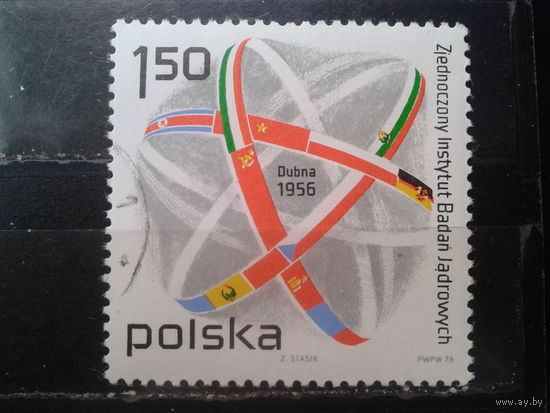 1.50
Zjednoczony Instytut Badań Jądrowych
Dubna
1956
polska
Z. STASIK
PWPW 76
www.ay.by